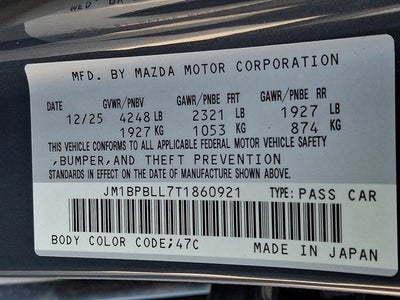 MFD. BY MAZDA MOTOR CORPORATION
GVWR/PNBV GAWR/PNBE FRT GAWR/PNBE RR
12/25 4248 LB 2321 LB 1927 LB
1927 KG 1053 KG 874 KG
THIS VEHICLE CONFORMS TO ALL APPLICABLE FEDERAL MOTOR VEHICLE SAFETY
,BUMPER,AND THEFT PREVENTION
STANDARDS IN EFFECT ON THE DATE OF MANUFACTURE SHOWN ABOVE.
JM1BPBLL7T1860921 TYPE: PASS CAR
BODY COLOR CODE;47C MADE IN JAPAN